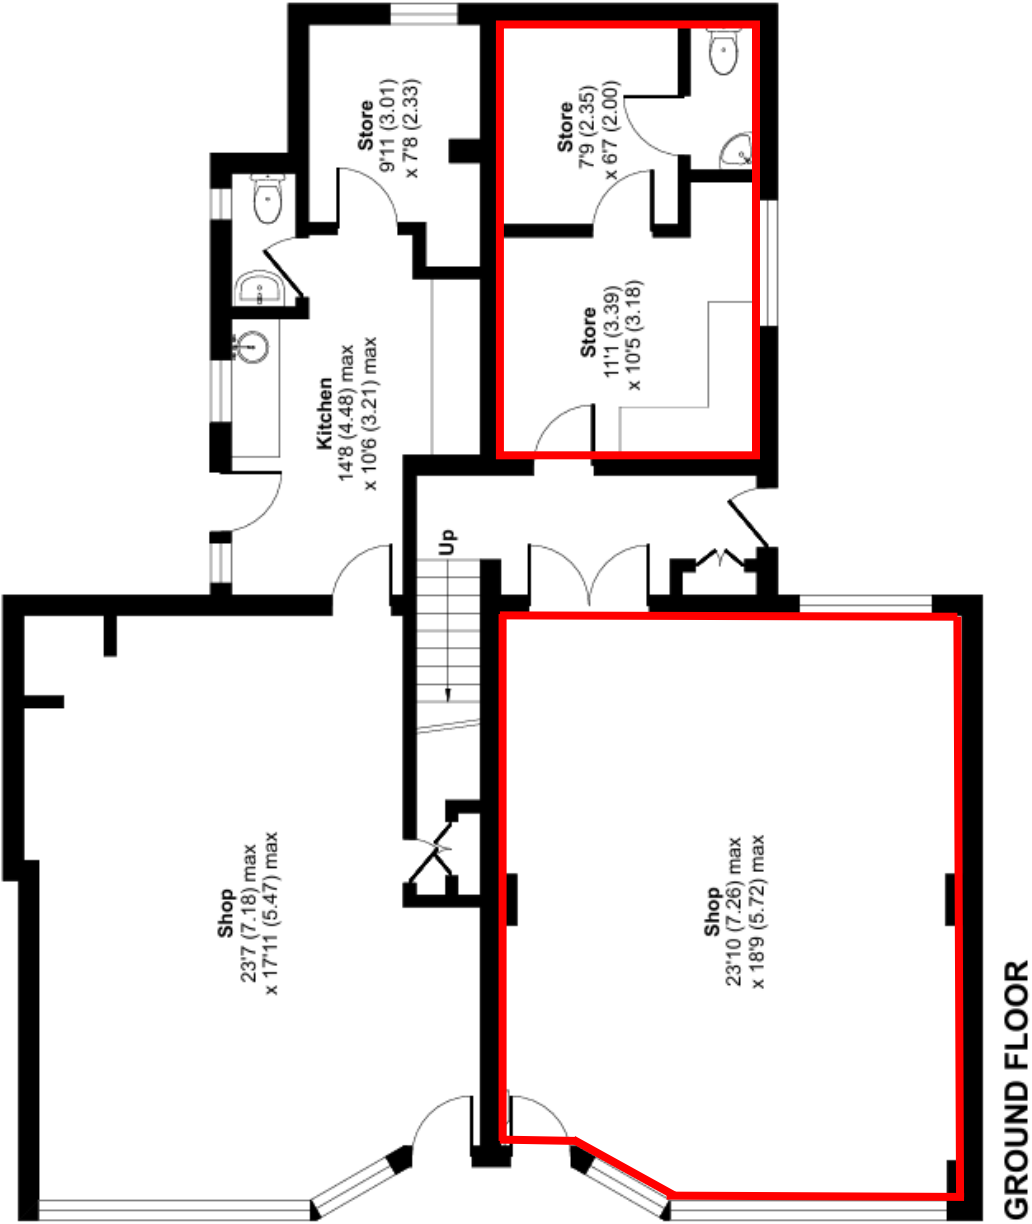 Store
9'11 (3.01)
x 7'8 (2.33)
Store
7'9 (2.35)
x 6'7 (2.00)
Store
11'1 (3.39)
x 10'5 (3.18)
Kitchen
14'8 (4.48) max
x 10'6 (3.21) max
Up
Shop
23'7 (7.18) max
x 17'11 (5.47) max
Shop
23'10 (7.26) max
x 18'9 (5.72) max
GROUND FLOOR